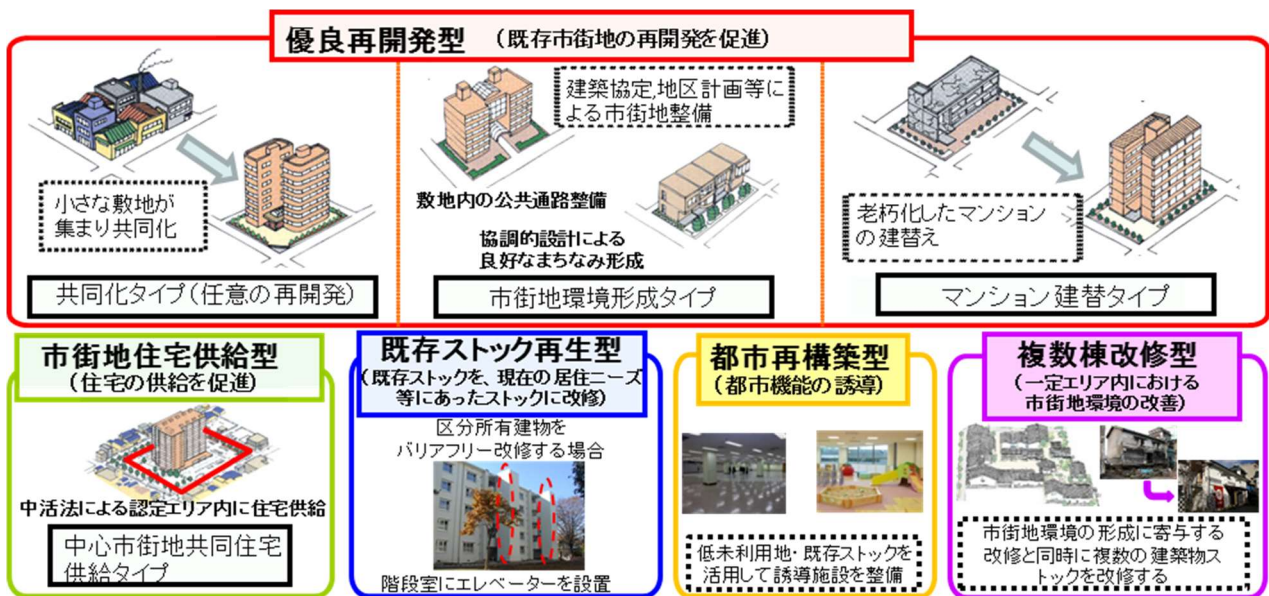 優良再開発型 (既存市街地の再開発を促進)
小さな敷地が
集まり共同化
共同化タイプ(任意の再開発)
建築協定,地区計画等に
よる市街地整備
敷地内の公共通路整備
協調的設計による
良好なまちなみ形成
市街地環境形成タイプ
老朽化したマンション
の建替え
マンション建替タイプ
市街地住宅供給型
(住宅の供給を促進)
中活法による認定エリア内に住宅供給
中心市街地共同住宅
供給タイプ
既存ストック再生型
(既存ストックを、現在の居住ニーズ
等にあったストックに改修)
区分所有建物を
バリアフリー改修する場合
階段室にエレベーターを設置
都市再構築型
(都市機能の誘導)
低未利用地・既存ストックを
活用して誘導施設を整備
複数棟改修型
(一定エリア内における
市街地環境の改善)
市街地環境の形成に寄与する
改修と同時に複数の建築物ス
トックを改修する